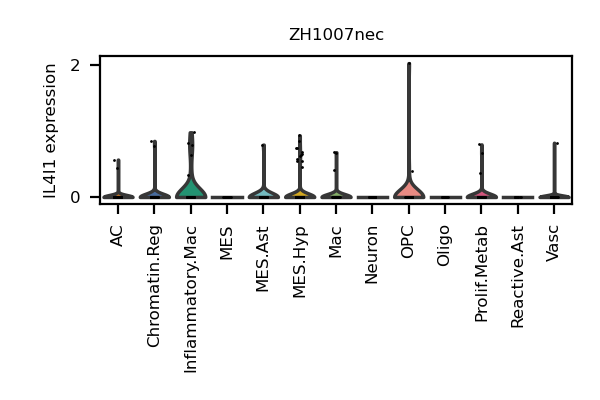 ZH1007nec
IL4I1 expression
2
0
AC
Chromatin.Reg
Inflammatory.Mac
MES
MES.Ast
MES.Hyp
Mac
Neuron
OPC
Oligo
Prolif.Metab
Reactive.Ast
Vasc